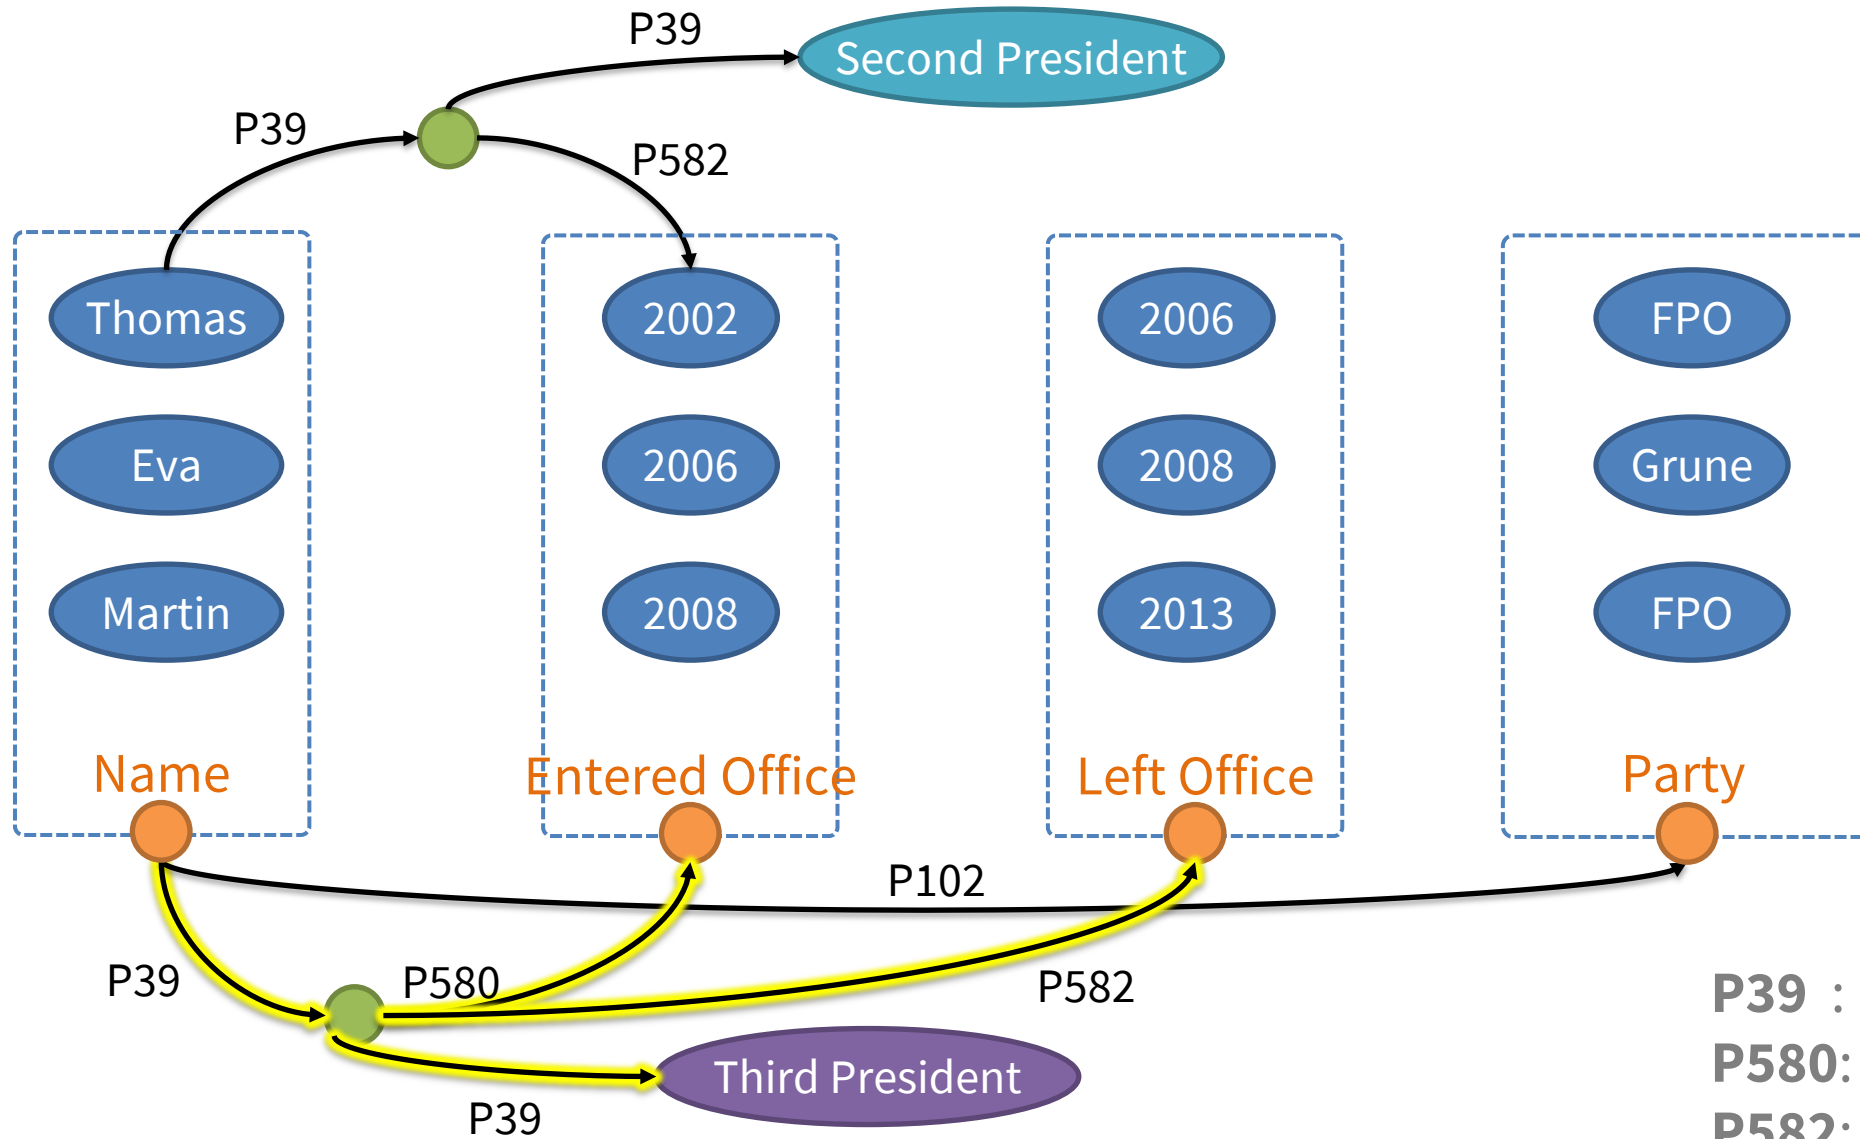 P39
Second President
P39
P582
Thomas 2002 2006 FPO
Eva 2006 2008 Grune
Martin 2008 2013 FPO
Name Entered Office Left Office Party
P102
P39 P580 P582
Third President
P39
P39 :
P580:
P582: